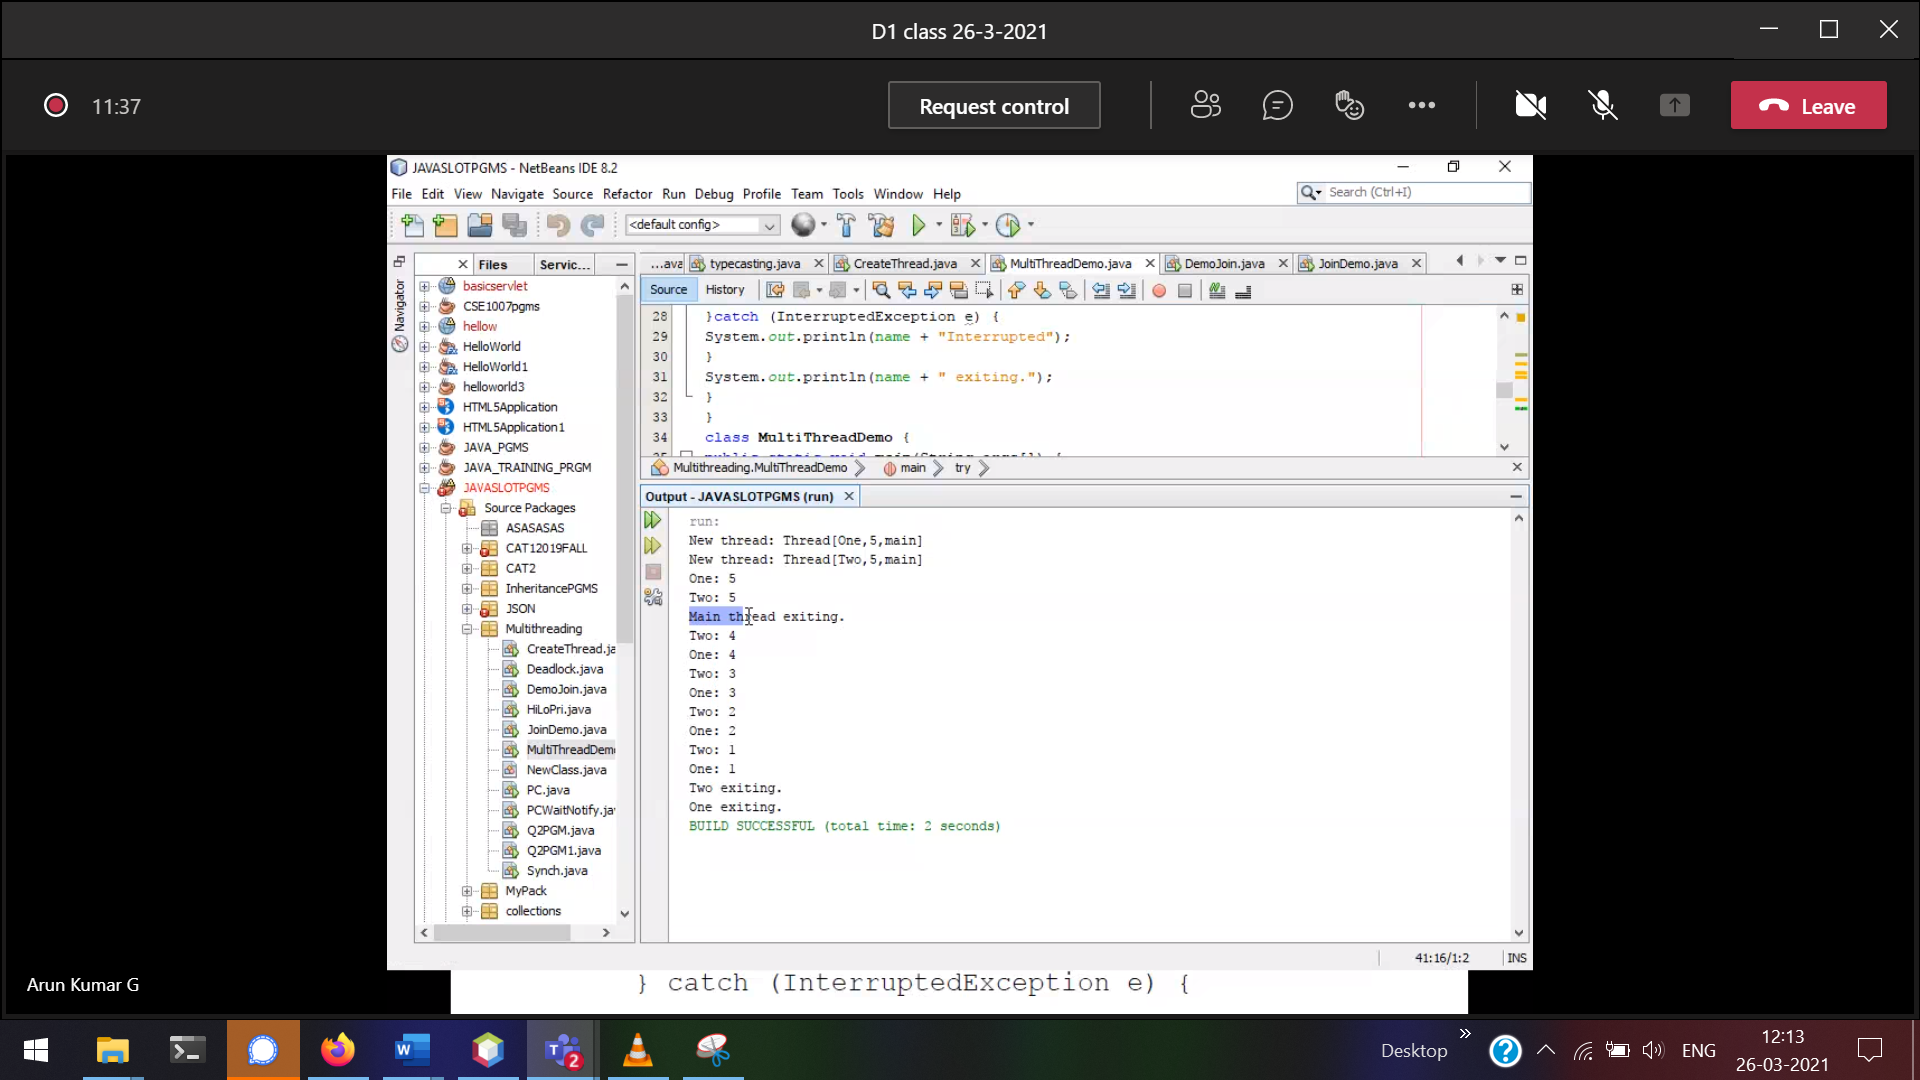 D1 class 26-3-2021
11:37
Request control
Leave
JAVASLOTPGMS - NetBeans IDE 8.2
File Edit View Navigate Source Refactor Run Debug Profile Team Tools Window Help
Search (Ctrl+I)
<default config>
Files Servic...
...ava typecasting.java CreateThread.java MultiThreadDemo.java DemoJoin.java JoinDemo.java
Source History
Navigator
basicservlet
CSE1007pgms
hellow
HelloWorld
HelloWorld1
helloworld3
HTML5Application
HTML5Application1
JAVA_PGMS
JAVA_TRAINING_PRGM
JAVASLOTPGMS
Source Packages
ASASASAS
CAT12019FALL
CAT2
InheritancePGMS
JSON
Multithreading
CreateThread.ja
Deadlock.java
DemoJoin.java
HiLoPri.java
JoinDemo.java
MultiThreadDemo
NewClass.java
PC.java
PCWaitNotify.ja
Q2PGM.java
Q2PGM1.java
Synch.java
MyPack
collections
28 }catch (InterruptedException e) {
29 System.out.println(name + "Interrupted");
30 }
31 System.out.println(name + " exiting.");
32 }
33 }
34 class MultiThreadDemo {
Multithreading.MultiThreadDemo main try
Output - JAVASLOTPGMS (run)
run:
New thread: Thread[One,5,main]
New thread: Thread[Two,5,main]
One: 5
Two: 5
Main thread exiting.
Two: 4
One: 4
Two: 3
One: 3
Two: 2
One: 2
Two: 1
One: 1
Two exiting.
One exiting.
BUILD SUCCESSFUL (total time: 2 seconds)
41:16/1:2 INS
Arun Kumar G
} catch (InterruptedException e) {
2
Desktop
ENG
12:13
26-03-2021